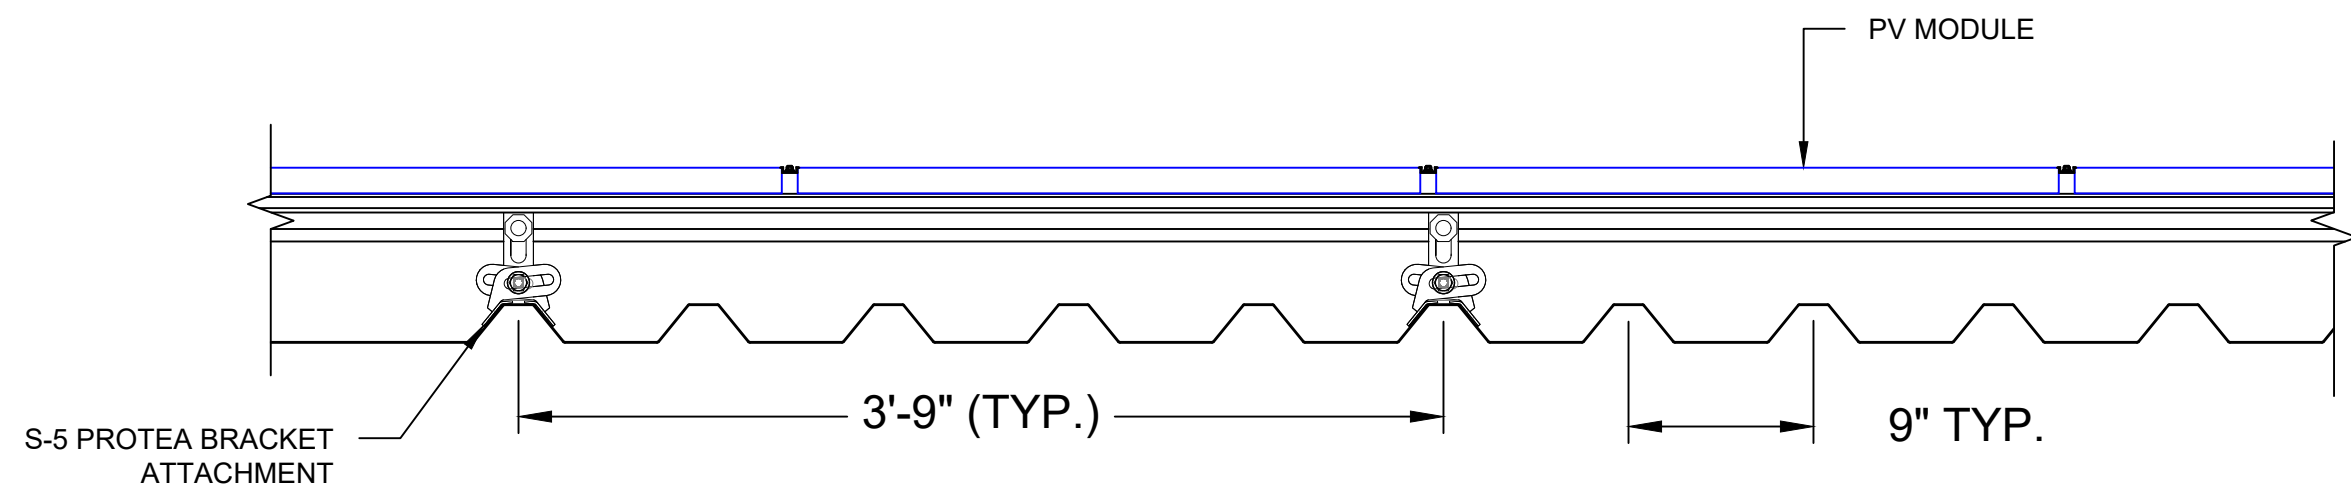 PV MODULE
3'-9" (TYP.)
9" TYP.
S-5 PROTEA BRACKET
ATTACHMENT